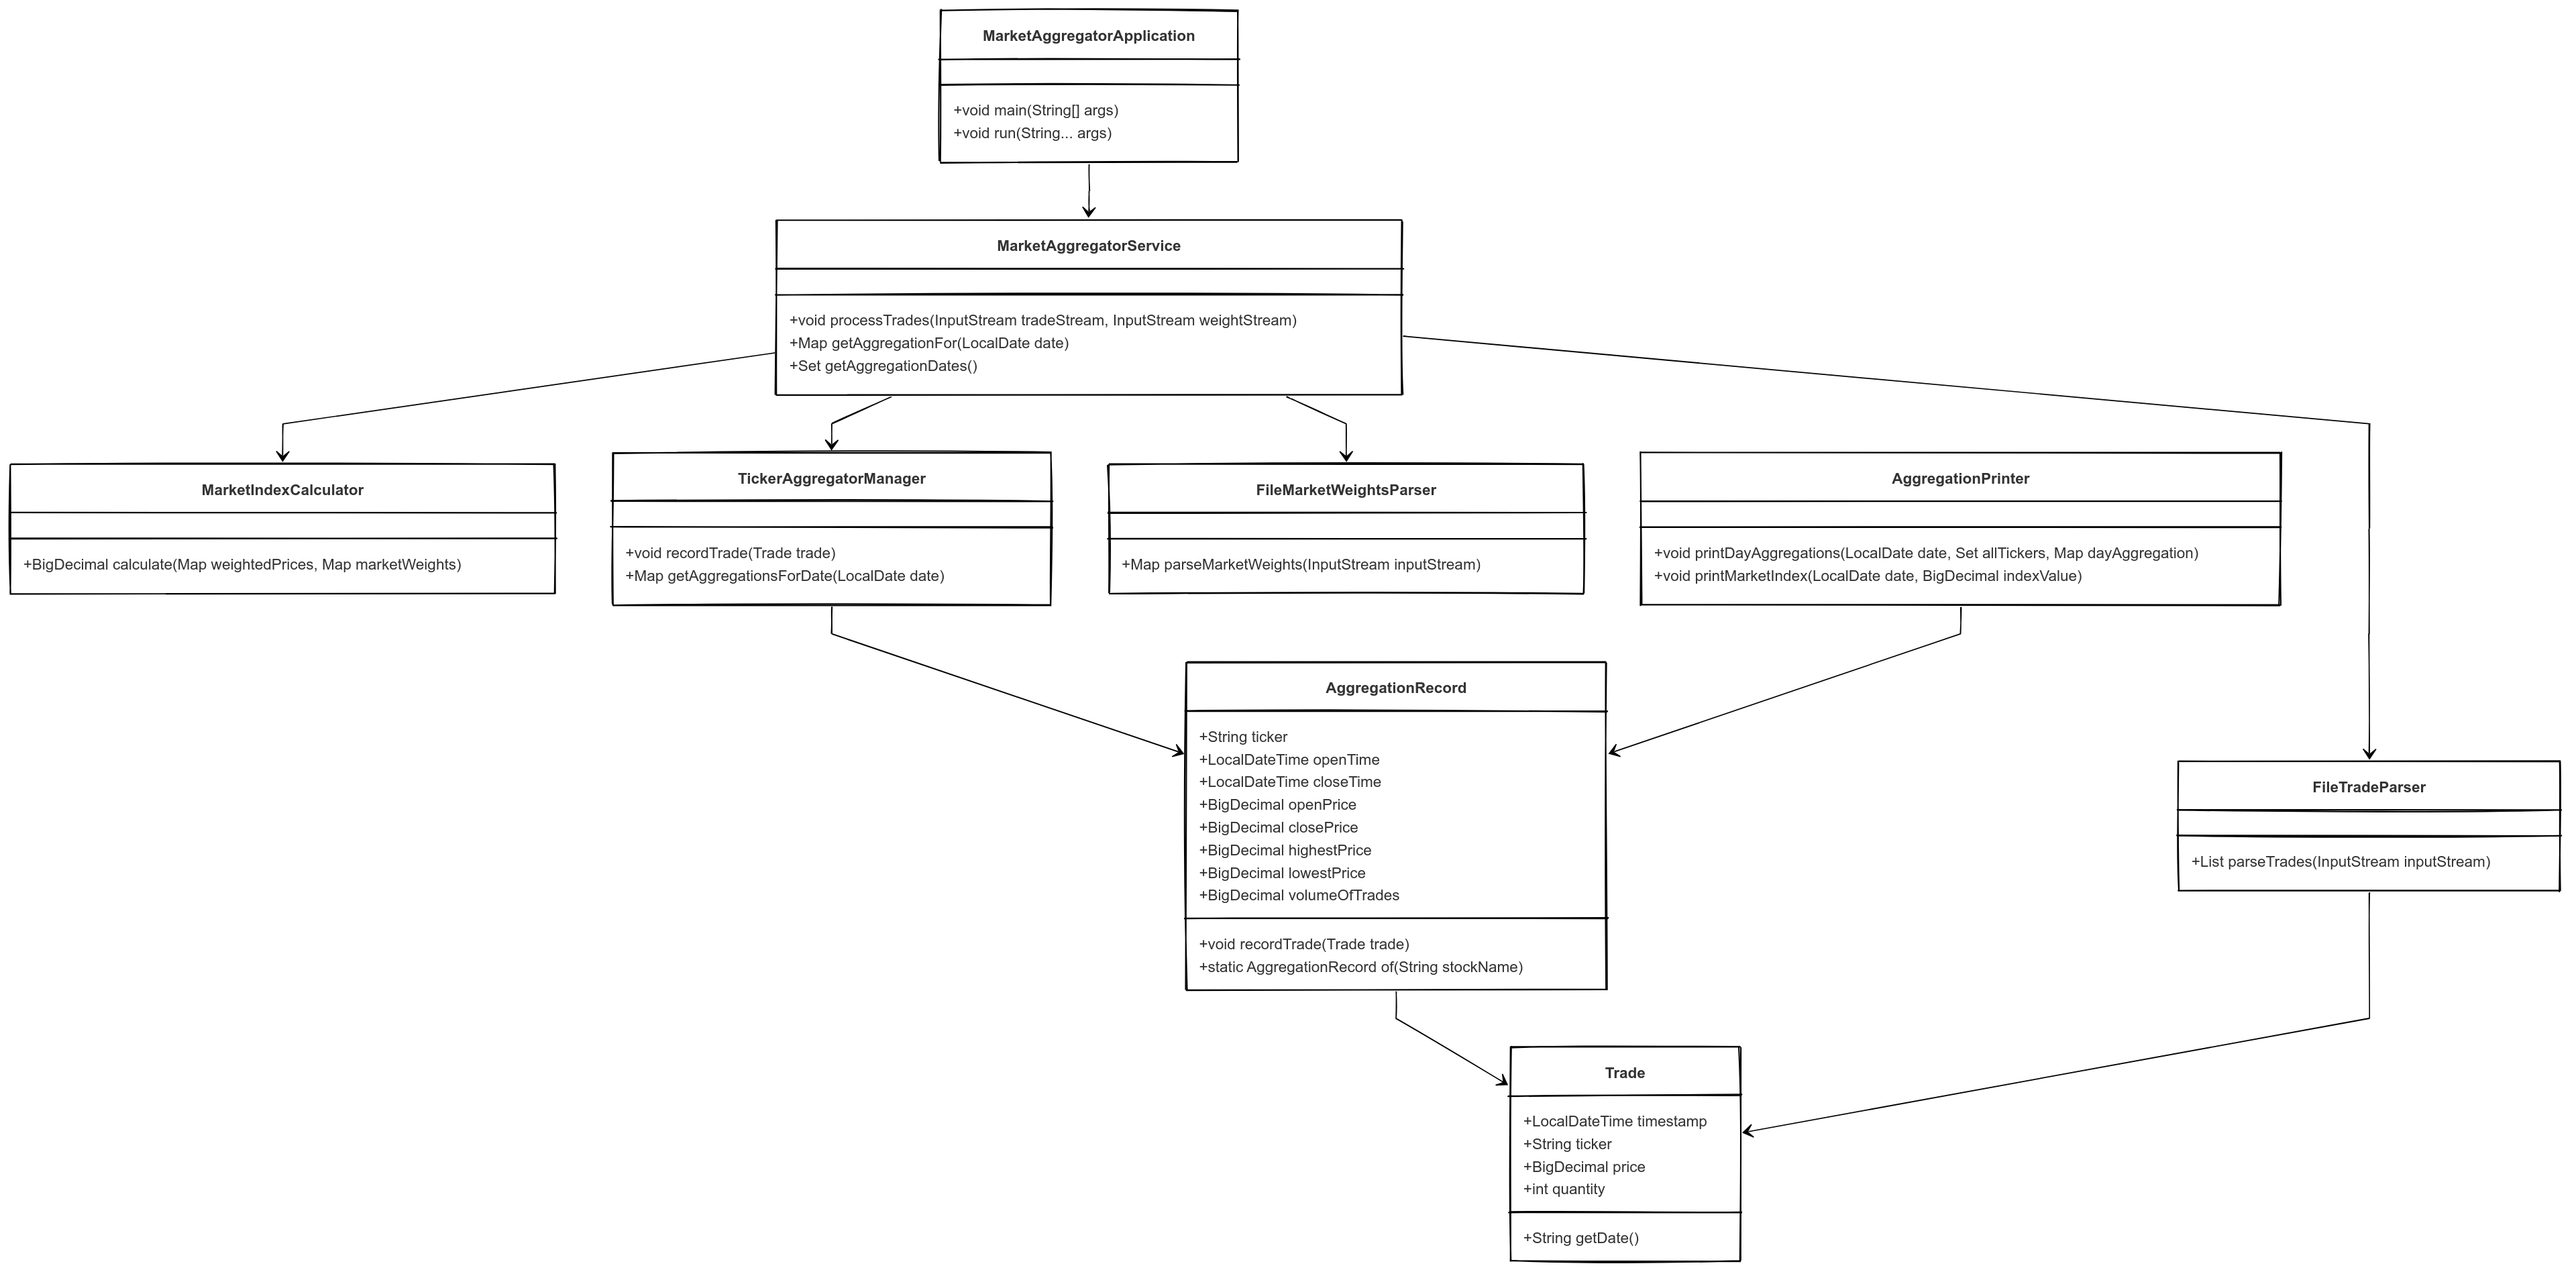 MarketAggregatorApplication
+void main(String[] args)
+void run(String... args)
MarketAggregatorService
+void processTrades(InputStream tradeStream, InputStream weightStream)
+Map getAggregationFor(LocalDate date)
+Set getAggregationDates()
MarketIndexCalculator
+BigDecimal calculate(Map weightedPrices, Map marketWeights)
TickerAggregatorManager
+void recordTrade(Trade trade)
+Map getAggregationsForDate(LocalDate date)
FileMarketWeightsParser
+Map parseMarketWeights(InputStream inputStream)
AggregationPrinter
+void printDayAggregations(LocalDate date, Set allTickers, Map dayAggregation)
+void printMarketIndex(LocalDate date, BigDecimal indexValue)
AggregationRecord
+String ticker
+LocalDateTime openTime
+LocalDateTime closeTime
+BigDecimal openPrice
+BigDecimal closePrice
+BigDecimal highestPrice
+BigDecimal lowestPrice
+BigDecimal volumeOfTrades
+void recordTrade(Trade trade)
+static AggregationRecord of(String stockName)
FileTradeParser
+List parseTrades(InputStream inputStream)
Trade
+LocalDateTime timestamp
+String ticker
+BigDecimal price
+int quantity
+String getDate()